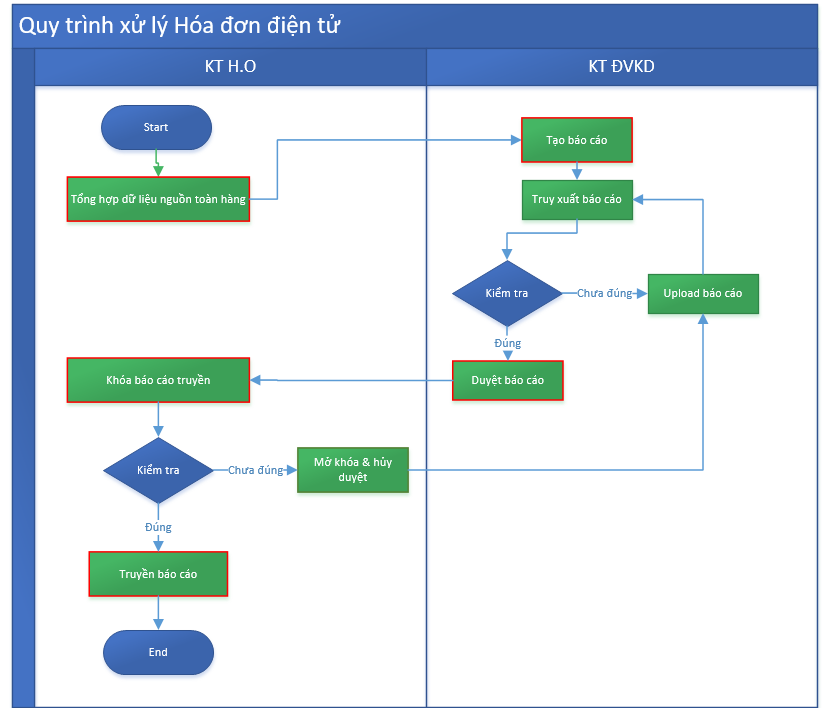 Quy trình xử lý Hóa đơn điện tử
KT H.O
KT ĐVKD
Start
Tạo báo cáo
Tổng hợp dữ liệu nguồn toàn hàng
Truy xuất báo cáo
Kiểm tra
Chưa đúng
Upload báo cáo
Đúng
Khóa báo cáo truyền
Duyệt báo cáo
Kiểm tra
Chưa đúng
Mở khóa & hủy
duyệt
Đúng
Truyền báo cáo
End